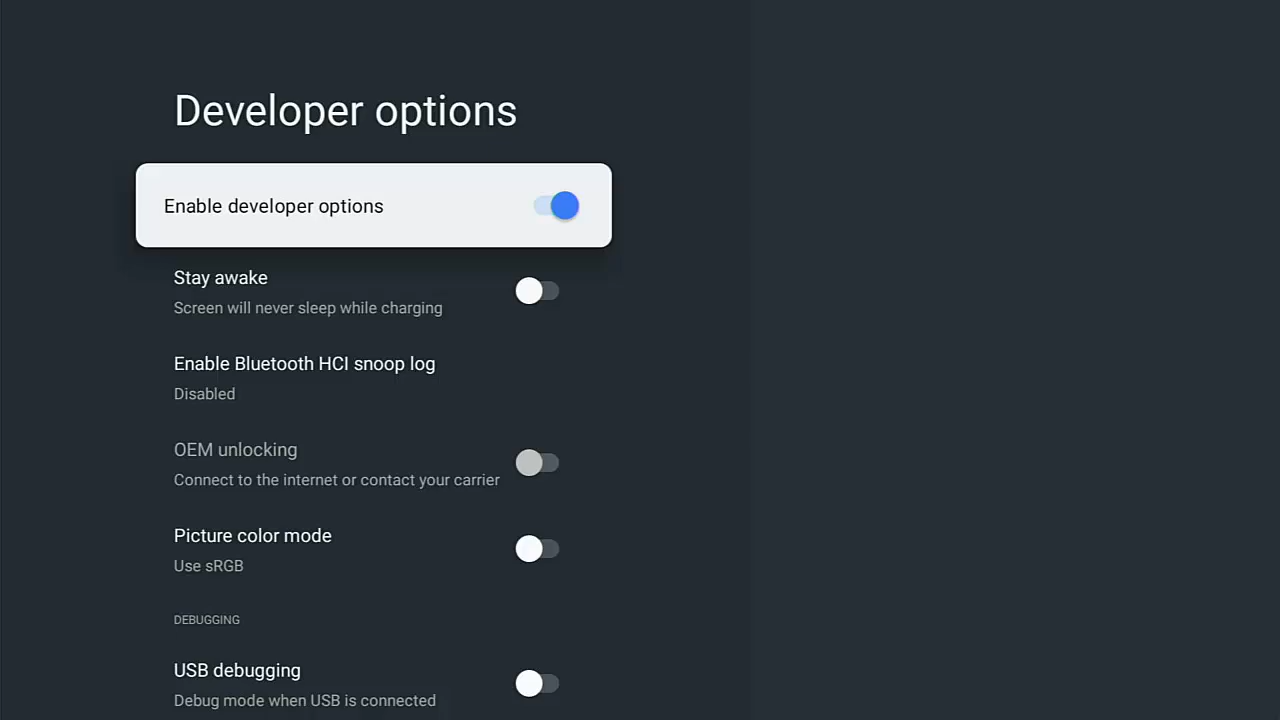 Developer options
Enable developer options
Stay awake
Screen will never sleep while charging
Enable Bluetooth HCI snoop log
Disabled
OEM unlocking
Connect to the internet or contact your carrier
Picture color mode
Use sRGB
DEBUGGING
USB debugging
Debug mode when USB is connected